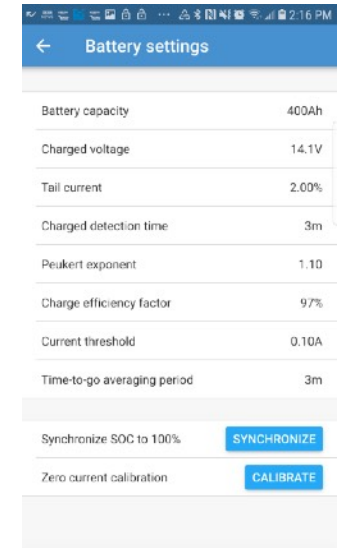 2:16 PM
Battery settings
Battery capacity 400Ah
Charged voltage 14.1V
Tail current 2.00%
Charged detection time 3m
Peukert exponent 1.10
Charge efficiency factor 97%
Current threshold 0.10A
Time-to-go averaging period 3m
Synchronize SOC to 100% SYNCHRONIZE
Zero current calibration CALIBRATE